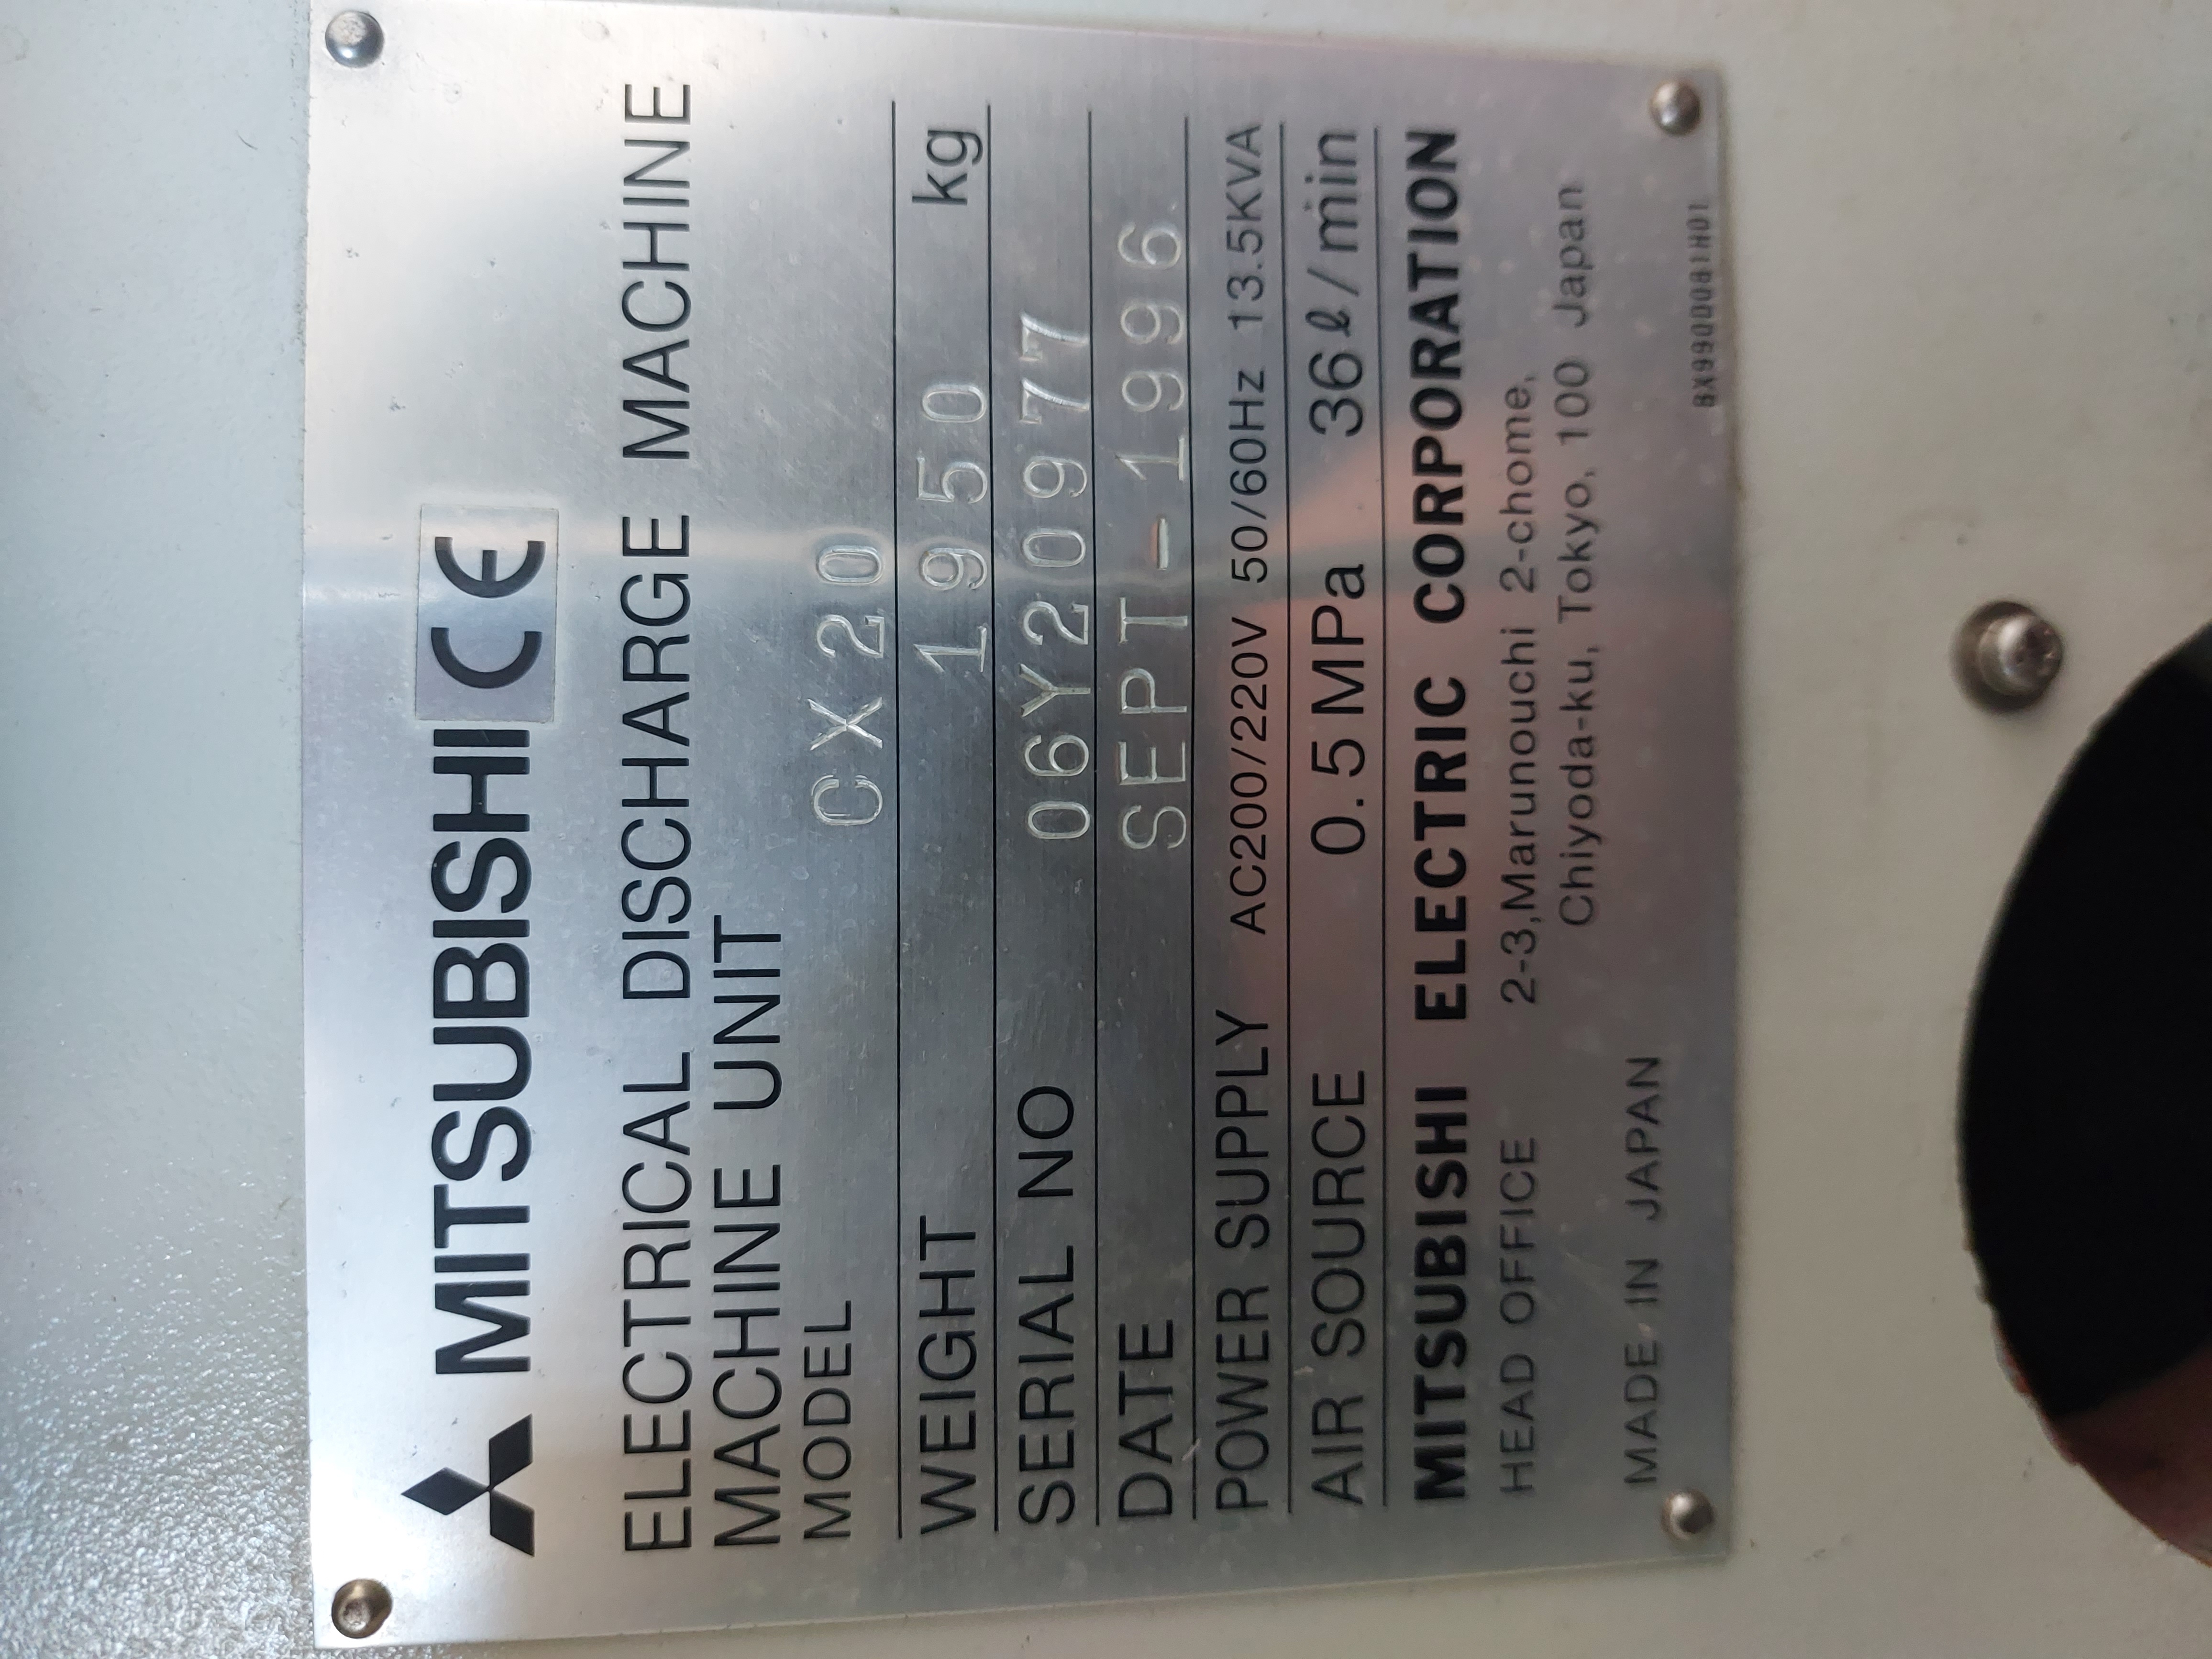 MITSUBISHI CE
ELECTRICAL DISCHARGE MACHINE
MACHINE UNIT
MODEL CX20
WEIGHT 1950 kg
SERIAL NO 06Y20977
DATE SEPT-1996
POWER SUPPLY AC200/220V 50/60Hz 13.5KVA
AIR SOURCE 0.5MPa 36ℓ/min
MITSUBISHI ELECTRIC CORPORATION
HEAD OFFICE 2-3,Marunouchi 2-chome,
Chiyoda-ku, Tokyo, 100 Japan
MADE IN JAPAN
BX990D081H01